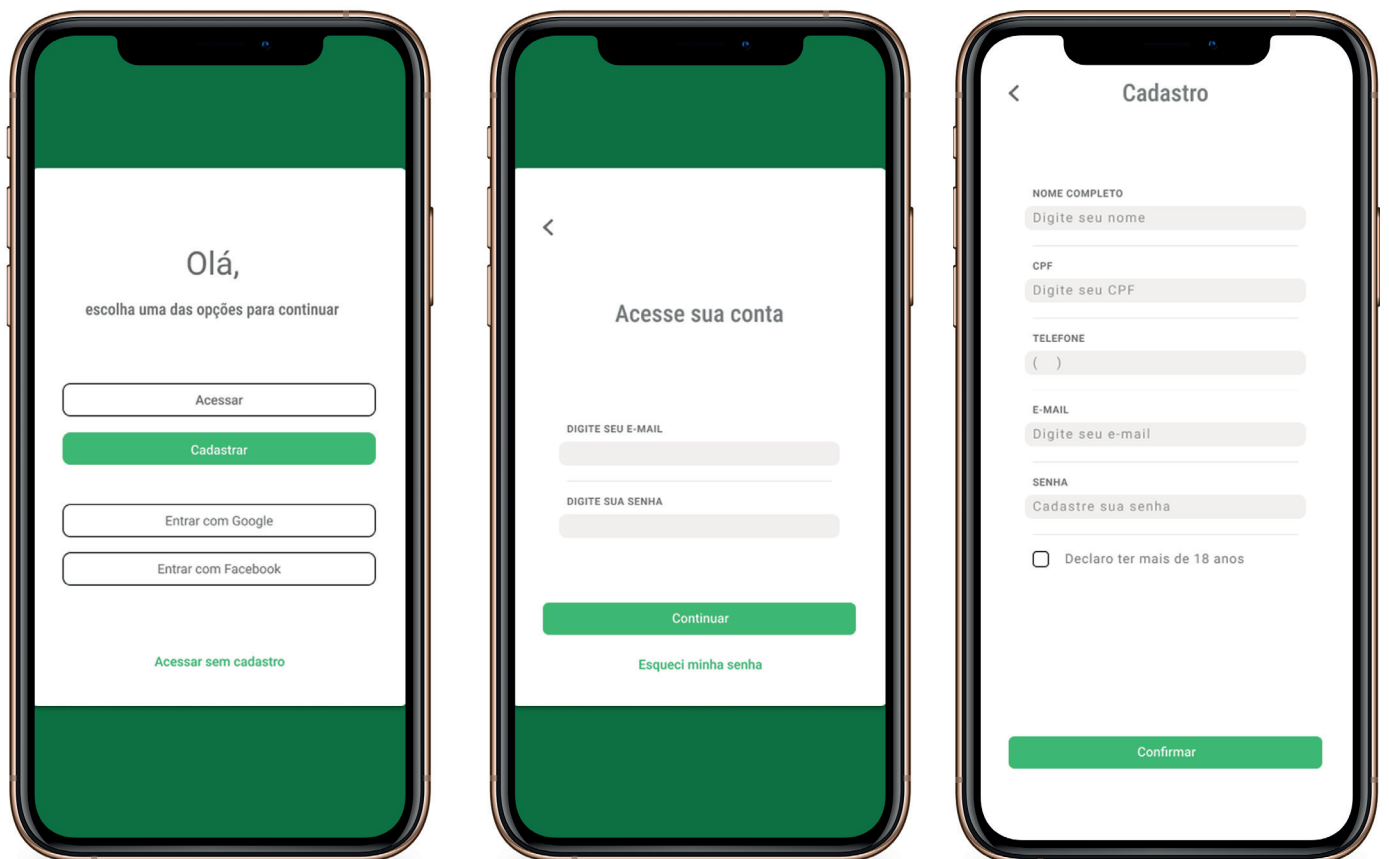 Olá,
escolha uma das opções para continuar
Acessar
Cadastrar
Entrar com Google
Entrar com Facebook
Acessar sem cadastro
Acesse sua conta
DIGITE SEU E-MAIL
DIGITE SUA SENHA
Continuar
Esqueci minha senha
Cadastro
NOME COMPLETO
Digite seu nome
CPF
Digite seu CPF
TELEFONE
( )
E-MAIL
Digite seu e-mail
SENHA
Cadastre sua senha
Declaro ter mais de 18 anos
Confirmar